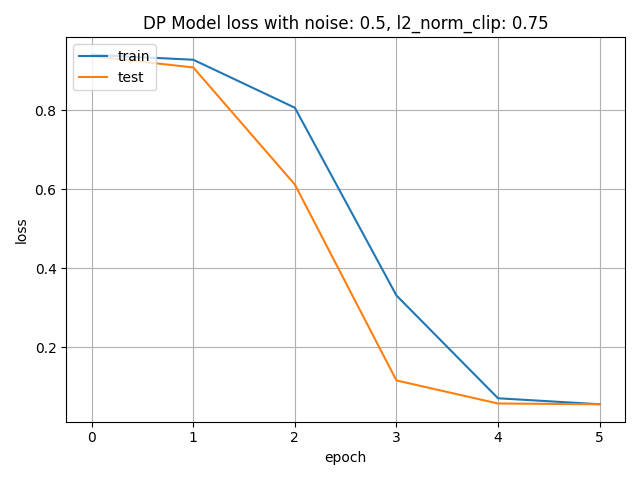 DP Model loss with noise: 0.5, l2_norm_clip: 0.75
train
test
0.8
0.6
0.4
0.2
loss
0 1 2 3 4 5
epoch